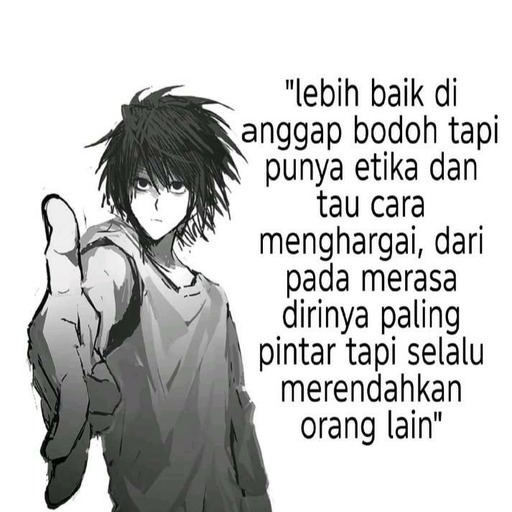 "lebih baik di
anggap bodoh tapi
punya etika dan
tau cara
menghargai, dari
pada merasa
dirinya paling
pintar tapi selalu
merendahkan
orang lain"